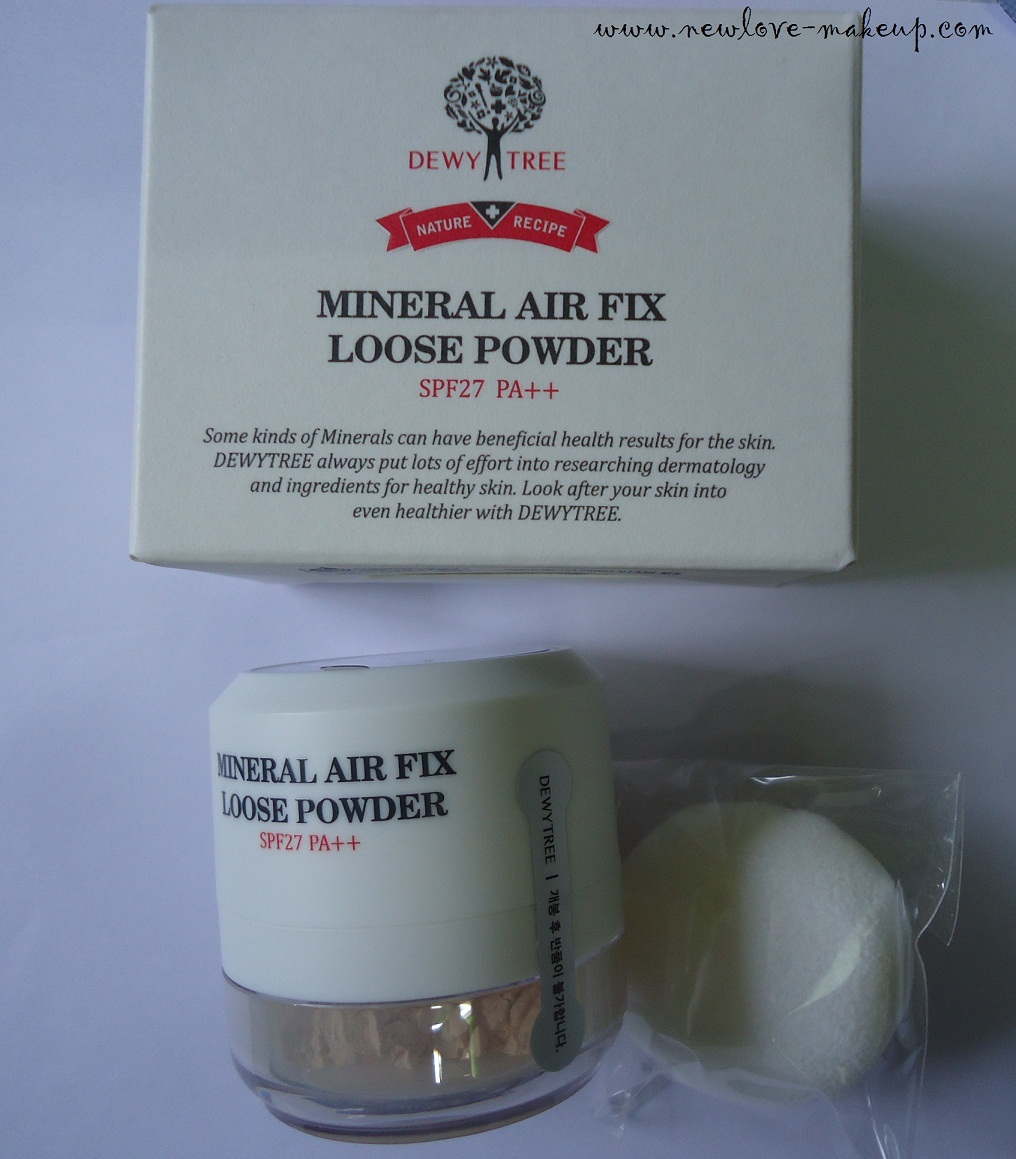 www.newlove-makeup.com
DEWY TREE
NATURE RECIPE
MINERAL AIR FIX
LOOSE POWDER
SPF27 PA++
Some kinds of Minerals can have beneficial health results for the skin.
DEWYTREE always put lots of effort into researching dermatology
and ingredients for healthy skin. Look after your skin into
even healthier with DEWYTREE.
MINERAL AIR FIX
LOOSE POWDER
SPF27 PA++
DEWYTREE | 개봉 후 반품이 불가합니다.